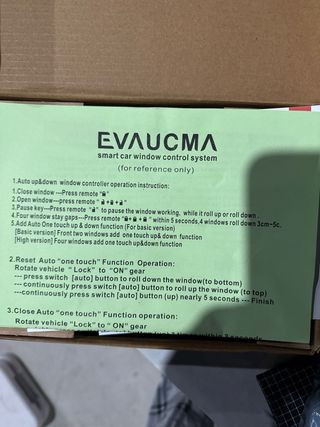 EVAUCMA
smart car window control system
(for reference only)
1.Auto up&down window controller operation instruction:
1.Close window ---Press remote "🔒"
2.Open window---press remote "🔒+🔒+🔓"
3.Pause key---Press remote "🔓" to pause the window working, while it roll up or roll down .
4.Four window stay gaps---Press remote"🔒+🔒+🔓" within 5 seconds,4 windows roll down 3cm~5c.
5.Add Auto One touch up & down function (For basic version)
[Basic version] Front two windows add one touch up& down function
[High version] Four windows add one touch up&down function
2.Reset Auto "one touch" Function Operation:
Rotate vehicle "Lock" to "ON" gear
--- press switch [auto] button to roll down the window(to bottom)
--- continuously press switch [auto] button to roll up the window (to top)
---continuously press switch [auto] button (up) nearly 5 seconds --- Finish
3.Close Auto "one touch" Function operation:
Rotate vehicle "Lock" to "ON" gear